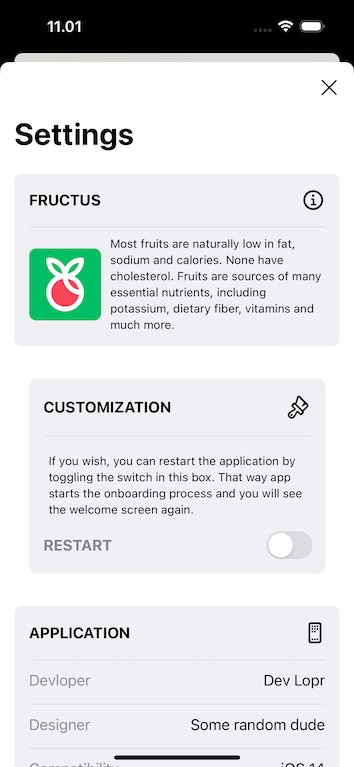 11.01
Settings
FRUCTUS
Most fruits are naturally low in fat,
sodium and calories. None have
cholesterol. Fruits are sources of many
essential nutrients, including
potassium, dietary fiber, vitamins and
much more.
CUSTOMIZATION
If you wish, you can restart the application by
toggling the switch in this box. That way app
starts the onboarding process and you will see
the welcome screen again.
RESTART
APPLICATION
Devloper Dev Lopr
Designer Some random dude
Compatibility iOS 14